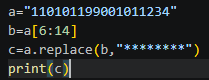 a="110101199001011234"
b=a[6:14]
c=a.replace(b,"********")
print(c)